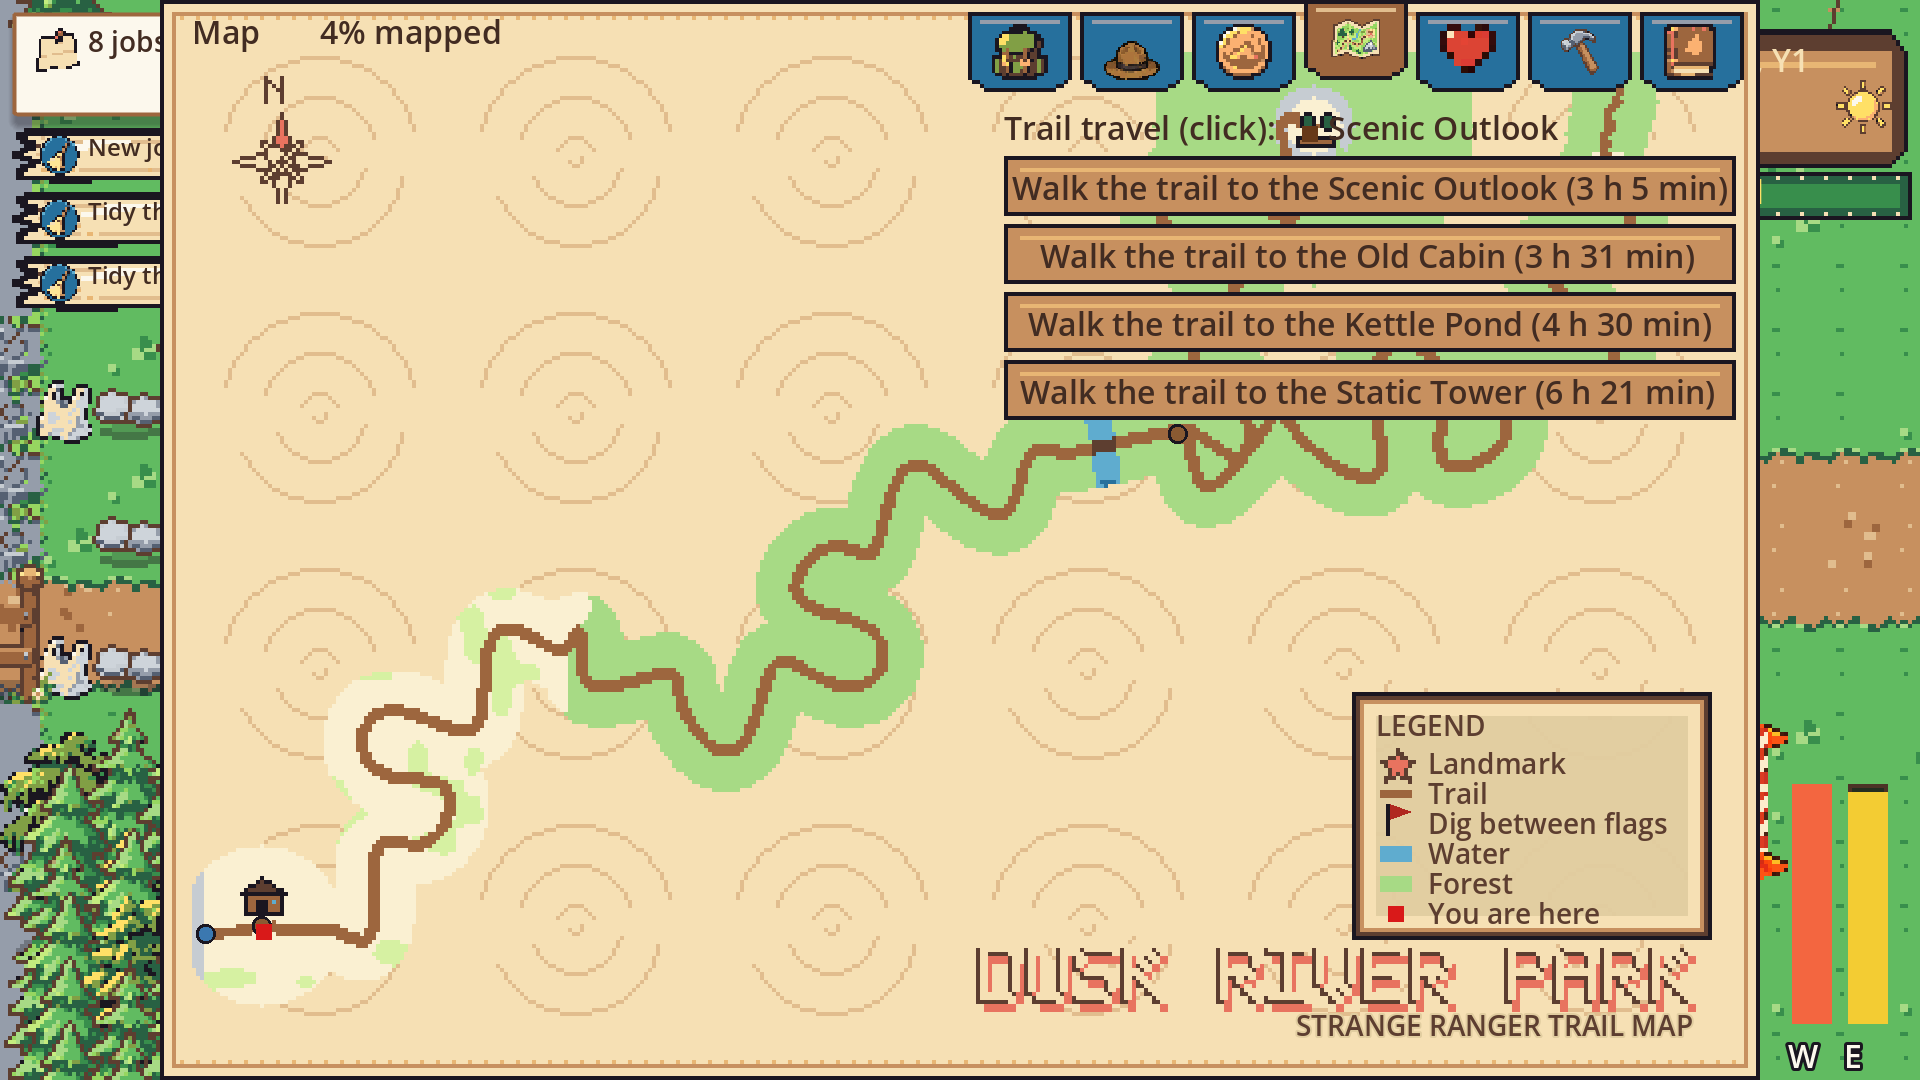 Map 4% mapped
8 jobs
Y1
N
New jo
Tidy th
Tidy th
Trail travel (click): Scenic Outlook
Walk the trail to the Scenic Outlook (3 h 5 min)
Walk the trail to the Old Cabin (3 h 31 min)
Walk the trail to the Kettle Pond (4 h 30 min)
Walk the trail to the Static Tower (6 h 21 min)
LEGEND
Landmark
Trail
Dig between flags
Water
Forest
You are here
DUSK RIVER PARK
STRANGE RANGER TRAIL MAP
W E